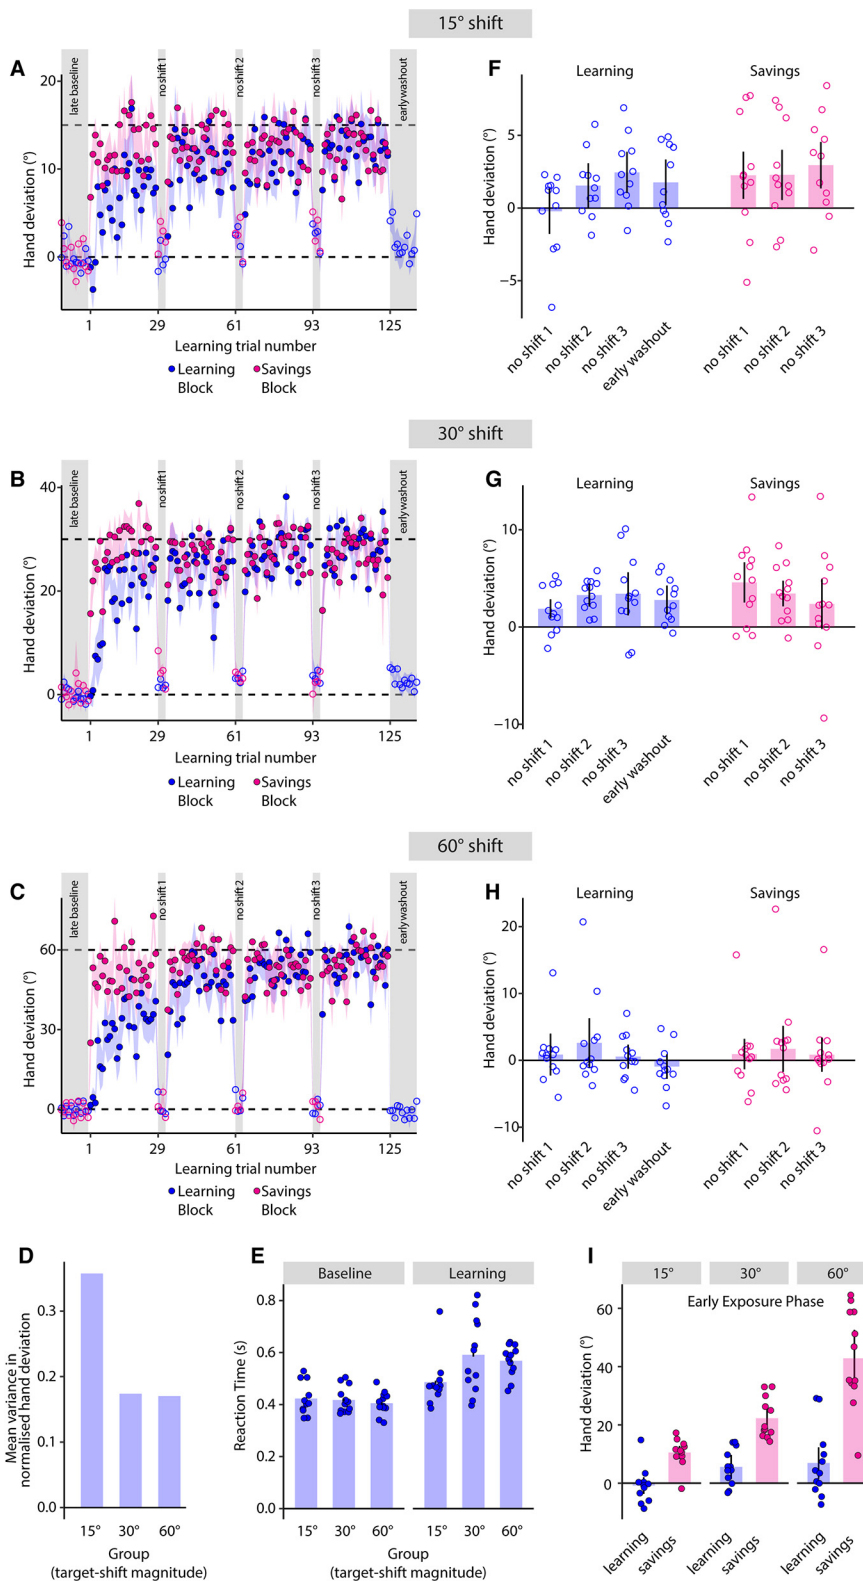 15° shift
A
Hand deviation (°)
20
10
0
late baseline
no shift 1
no shift 2
no shift 3
early washout
1 29 61 93 125
Learning trial number
Learning Block
Savings Block
F
Learning Savings
Hand deviation (°)
5
0
−5
no shift 1
no shift 2
no shift 3
early washout
no shift 1
no shift 2
no shift 3
30° shift
B
Hand deviation (°)
40
20
0
late baseline
no shift 1
no shift 2
no shift 3
early washout
1 29 61 93 125
Learning trial number
Learning Block
Savings Block
G
Learning Savings
Hand deviation (°)
10
0
−10
no shift 1
no shift 2
no shift 3
early washout
no shift 1
no shift 2
no shift 3
60° shift
C
Hand deviation (°)
60
30
0
late baseline
no shift 1
no shift 2
no shift 3
early washout
1 29 61 93 125
Learning trial number
Learning Block
Savings Block
H
Learning Savings
Hand deviation (°)
20
10
0
−10
no shift 1
no shift 2
no shift 3
early washout
no shift 1
no shift 2
no shift 3
D
Mean variance in
normalised hand deviation
0.3
0.2
0.1
0.0
15° 30° 60°
Group
(target-shift magnitude)
E
Baseline Learning
Reaction Time (s)
0.8
0.6
0.4
0.2
0.0
15° 30° 60° 15° 30° 60°
Group
(target-shift magnitude)
I
15° 30° 60°
Early Exposure Phase
Hand deviation (°)
60
40
20
0
learning
savings
learning
savings
learning
savings